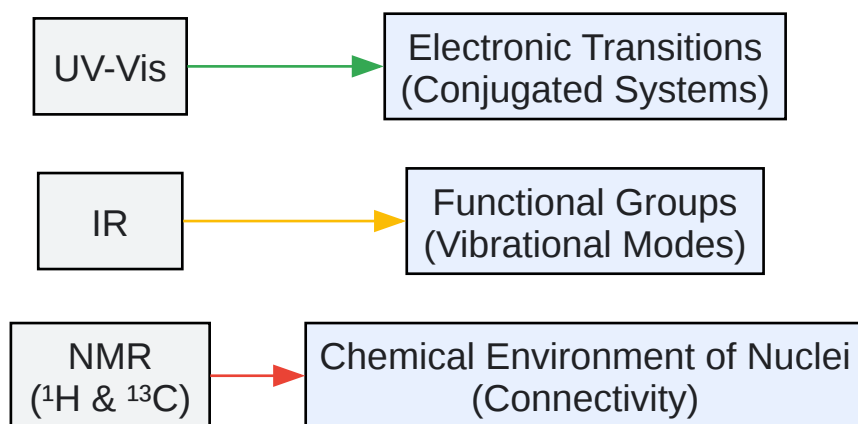 UV-Vis
Electronic Transitions
(Conjugated Systems)
IR
Functional Groups
(Vibrational Modes)
NMR
(¹H & ¹³C)
Chemical Environment of Nuclei
(Connectivity)